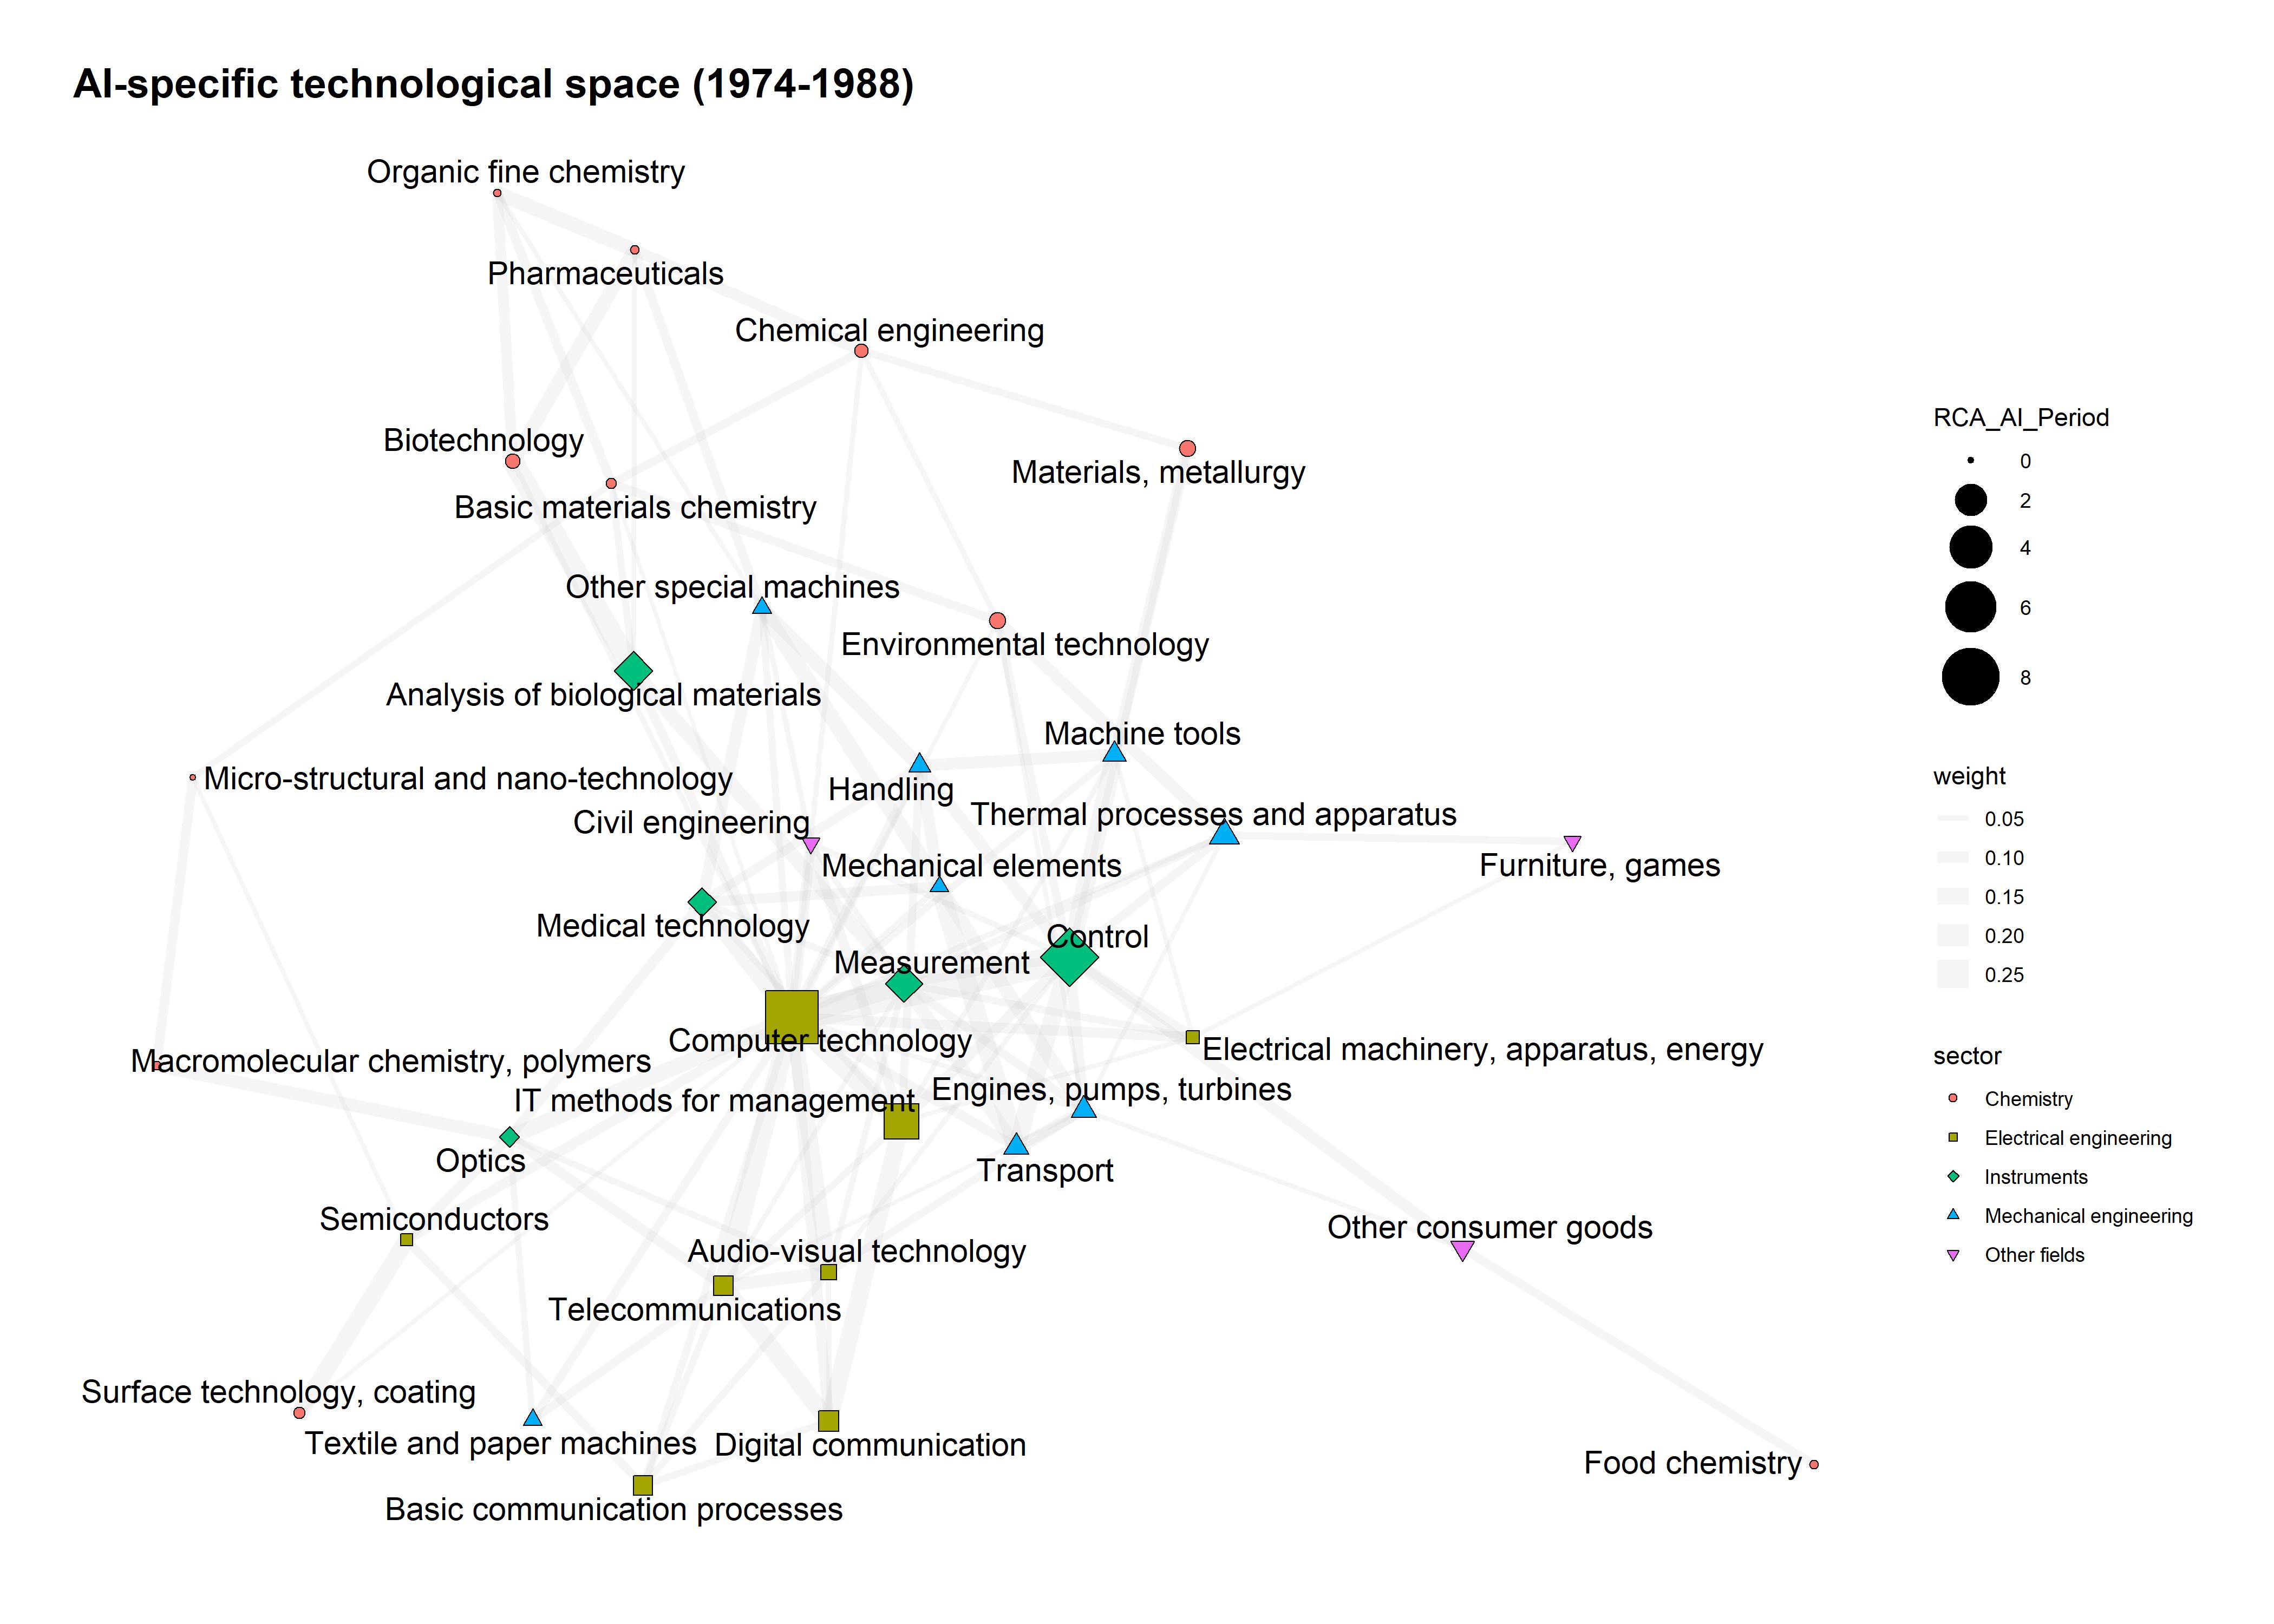 AI-specific technological space (1974-1988)
Organic fine chemistry
Pharmaceuticals
Chemical engineering
Biotechnology
Materials, metallurgy
Basic materials chemistry
Other special machines
Environmental technology
Analysis of biological materials
Machine tools
Micro-structural and nano-technology
Handling
Thermal processes and apparatus
Civil engineering
Mechanical elements
Furniture, games
Medical technology
Control
Measurement
Computer technology
Electrical machinery, apparatus, energy
Macromolecular chemistry, polymers
IT methods for management
Engines, pumps, turbines
Optics
Transport
Semiconductors
Other consumer goods
Audio-visual technology
Telecommunications
Surface technology, coating
Textile and paper machines
Digital communication
Food chemistry
Basic communication processes
RCA_AI_Period
0
2
4
6
8
weight
0.05
0.10
0.15
0.20
0.25
sector
Chemistry
Electrical engineering
Instruments
Mechanical engineering
Other fields